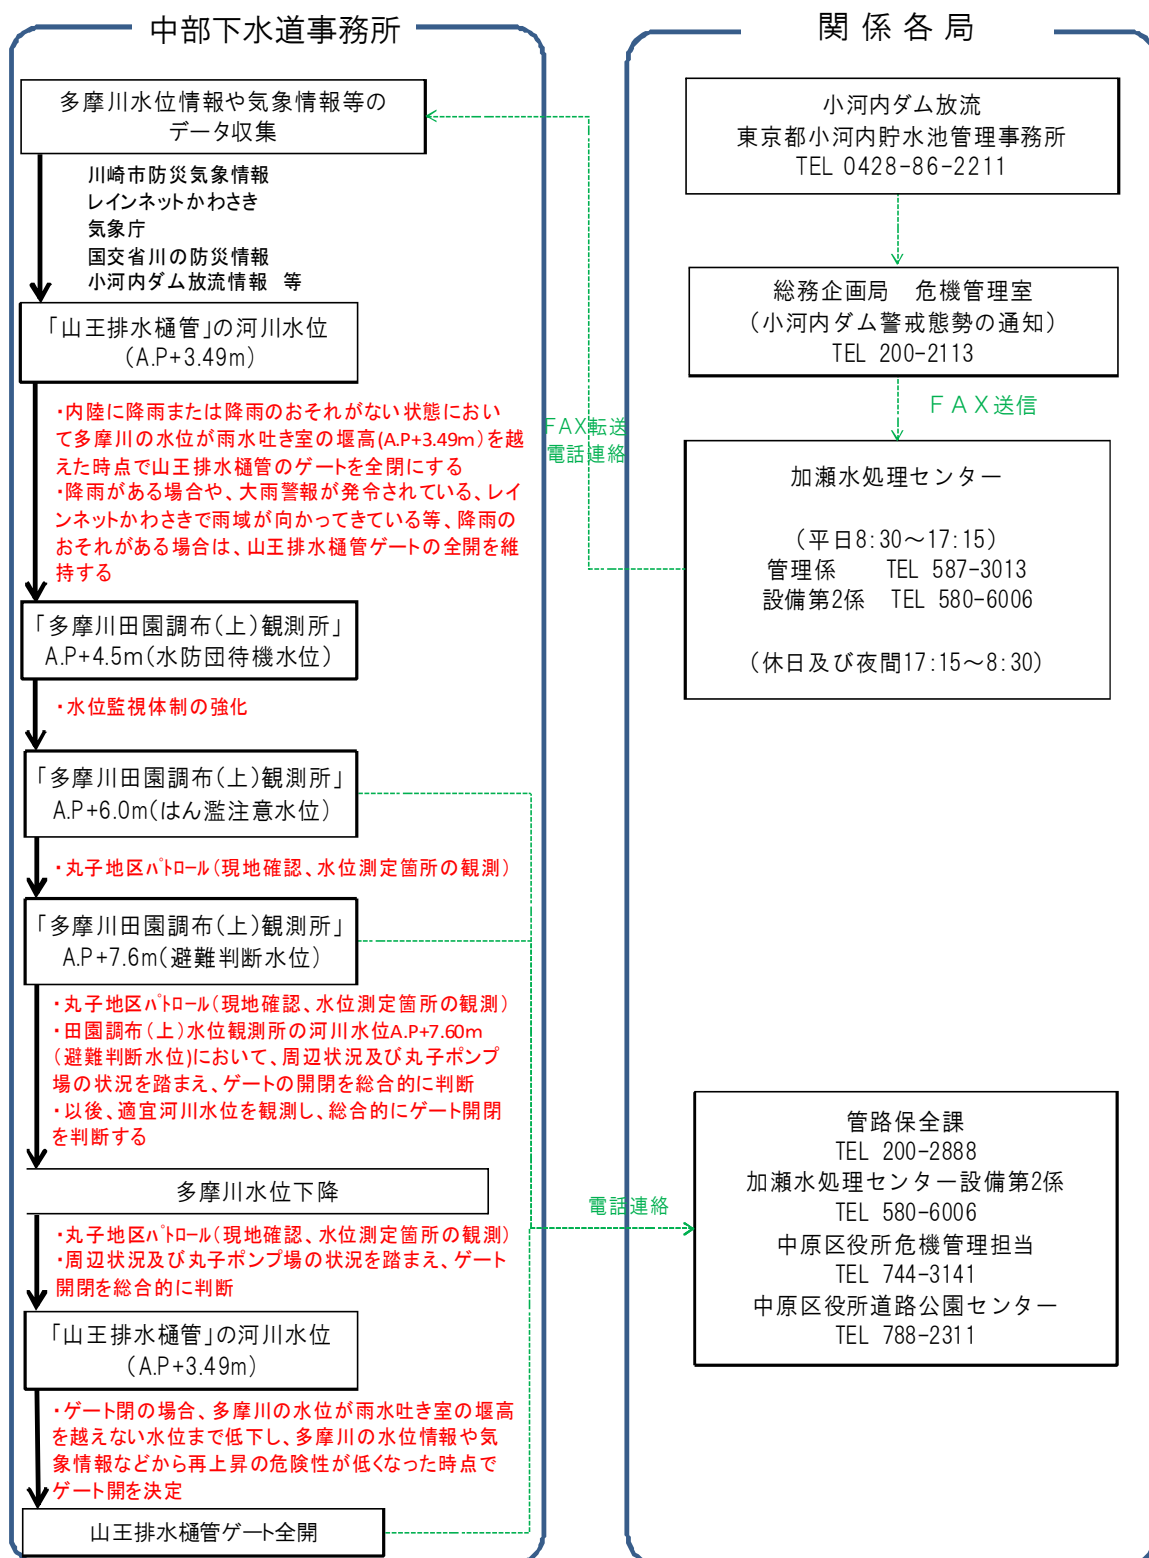 中部下水道事務所
多摩川水位情報や気象情報等の
データ収集
川崎市防災気象情報
レインネットかわさき
気象庁
国交省川の防災情報
小河内ダム放流情報　等
「山王排水樋管」の河川水位
(A.P+3.49m)
・内陸に降雨または降雨のおそれがない状態におい
て多摩川の水位が雨水吐き室の堰高(A.P+3.49m)を越
えた時点で山王排水樋管のゲートを全閉にする
・降雨がある場合や、大雨警報が発令されている、レイ
ンネットかわさきで雨域が向かってきている等、降雨の
おそれがある場合は、山王排水樋管ゲートの全開を維
持する
「多摩川田園調布(上)観測所」
A.P+4.5m(水防団待機水位)
・水位監視体制の強化
「多摩川田園調布(上)観測所」
A.P+6.0m(はん濫注意水位)
・丸子地区ﾊﾟﾄﾛｰﾙ(現地確認、水位測定箇所の観測)
「多摩川田園調布(上)観測所」
A.P+7.6m(避難判断水位)
・丸子地区ﾊﾟﾄﾛｰﾙ(現地確認、水位測定箇所の観測)
・田園調布(上)水位観測所の河川水位A.P+7.60m
(避難判断水位)において、周辺状況及び丸子ポンプ
場の状況を踏まえ、ゲートの開閉を総合的に判断
・以後、適宜河川水位を観測し、総合的にゲート開閉
を判断する
多摩川水位下降
・丸子地区ﾊﾟﾄﾛｰﾙ(現地確認、水位測定箇所の観測)
・周辺状況及び丸子ポンプ場の状況を踏まえ、ゲート
開閉を総合的に判断
「山王排水樋管」の河川水位
(A.P+3.49m)
・ゲート閉の場合、多摩川の水位が雨水吐き室の堰高
を越えない水位まで低下し、多摩川の水位情報や気
象情報などから再上昇の危険性が低くなった時点で
ゲート開を決定
山王排水樋管ゲート全開
FAX転送
電話連絡
電話連絡
関係各局
小河内ダム放流
東京都小河内貯水池管理事務所
TEL 0428-86-2211
総務企画局　危機管理室
(小河内ダム警戒態勢の通知)
TEL 200-2113
ＦＡＸ送信
加瀬水処理センター
(平日8:30～17:15)
管理係　　TEL 587-3013
設備第2係　TEL 580-6006
(休日及び夜間17:15～8:30)
管路保全課
TEL 200-2888
加瀬水処理センター設備第2係
TEL 580-6006
中原区役所危機管理担当
TEL 744-3141
中原区役所道路公園センター
TEL 788-2311